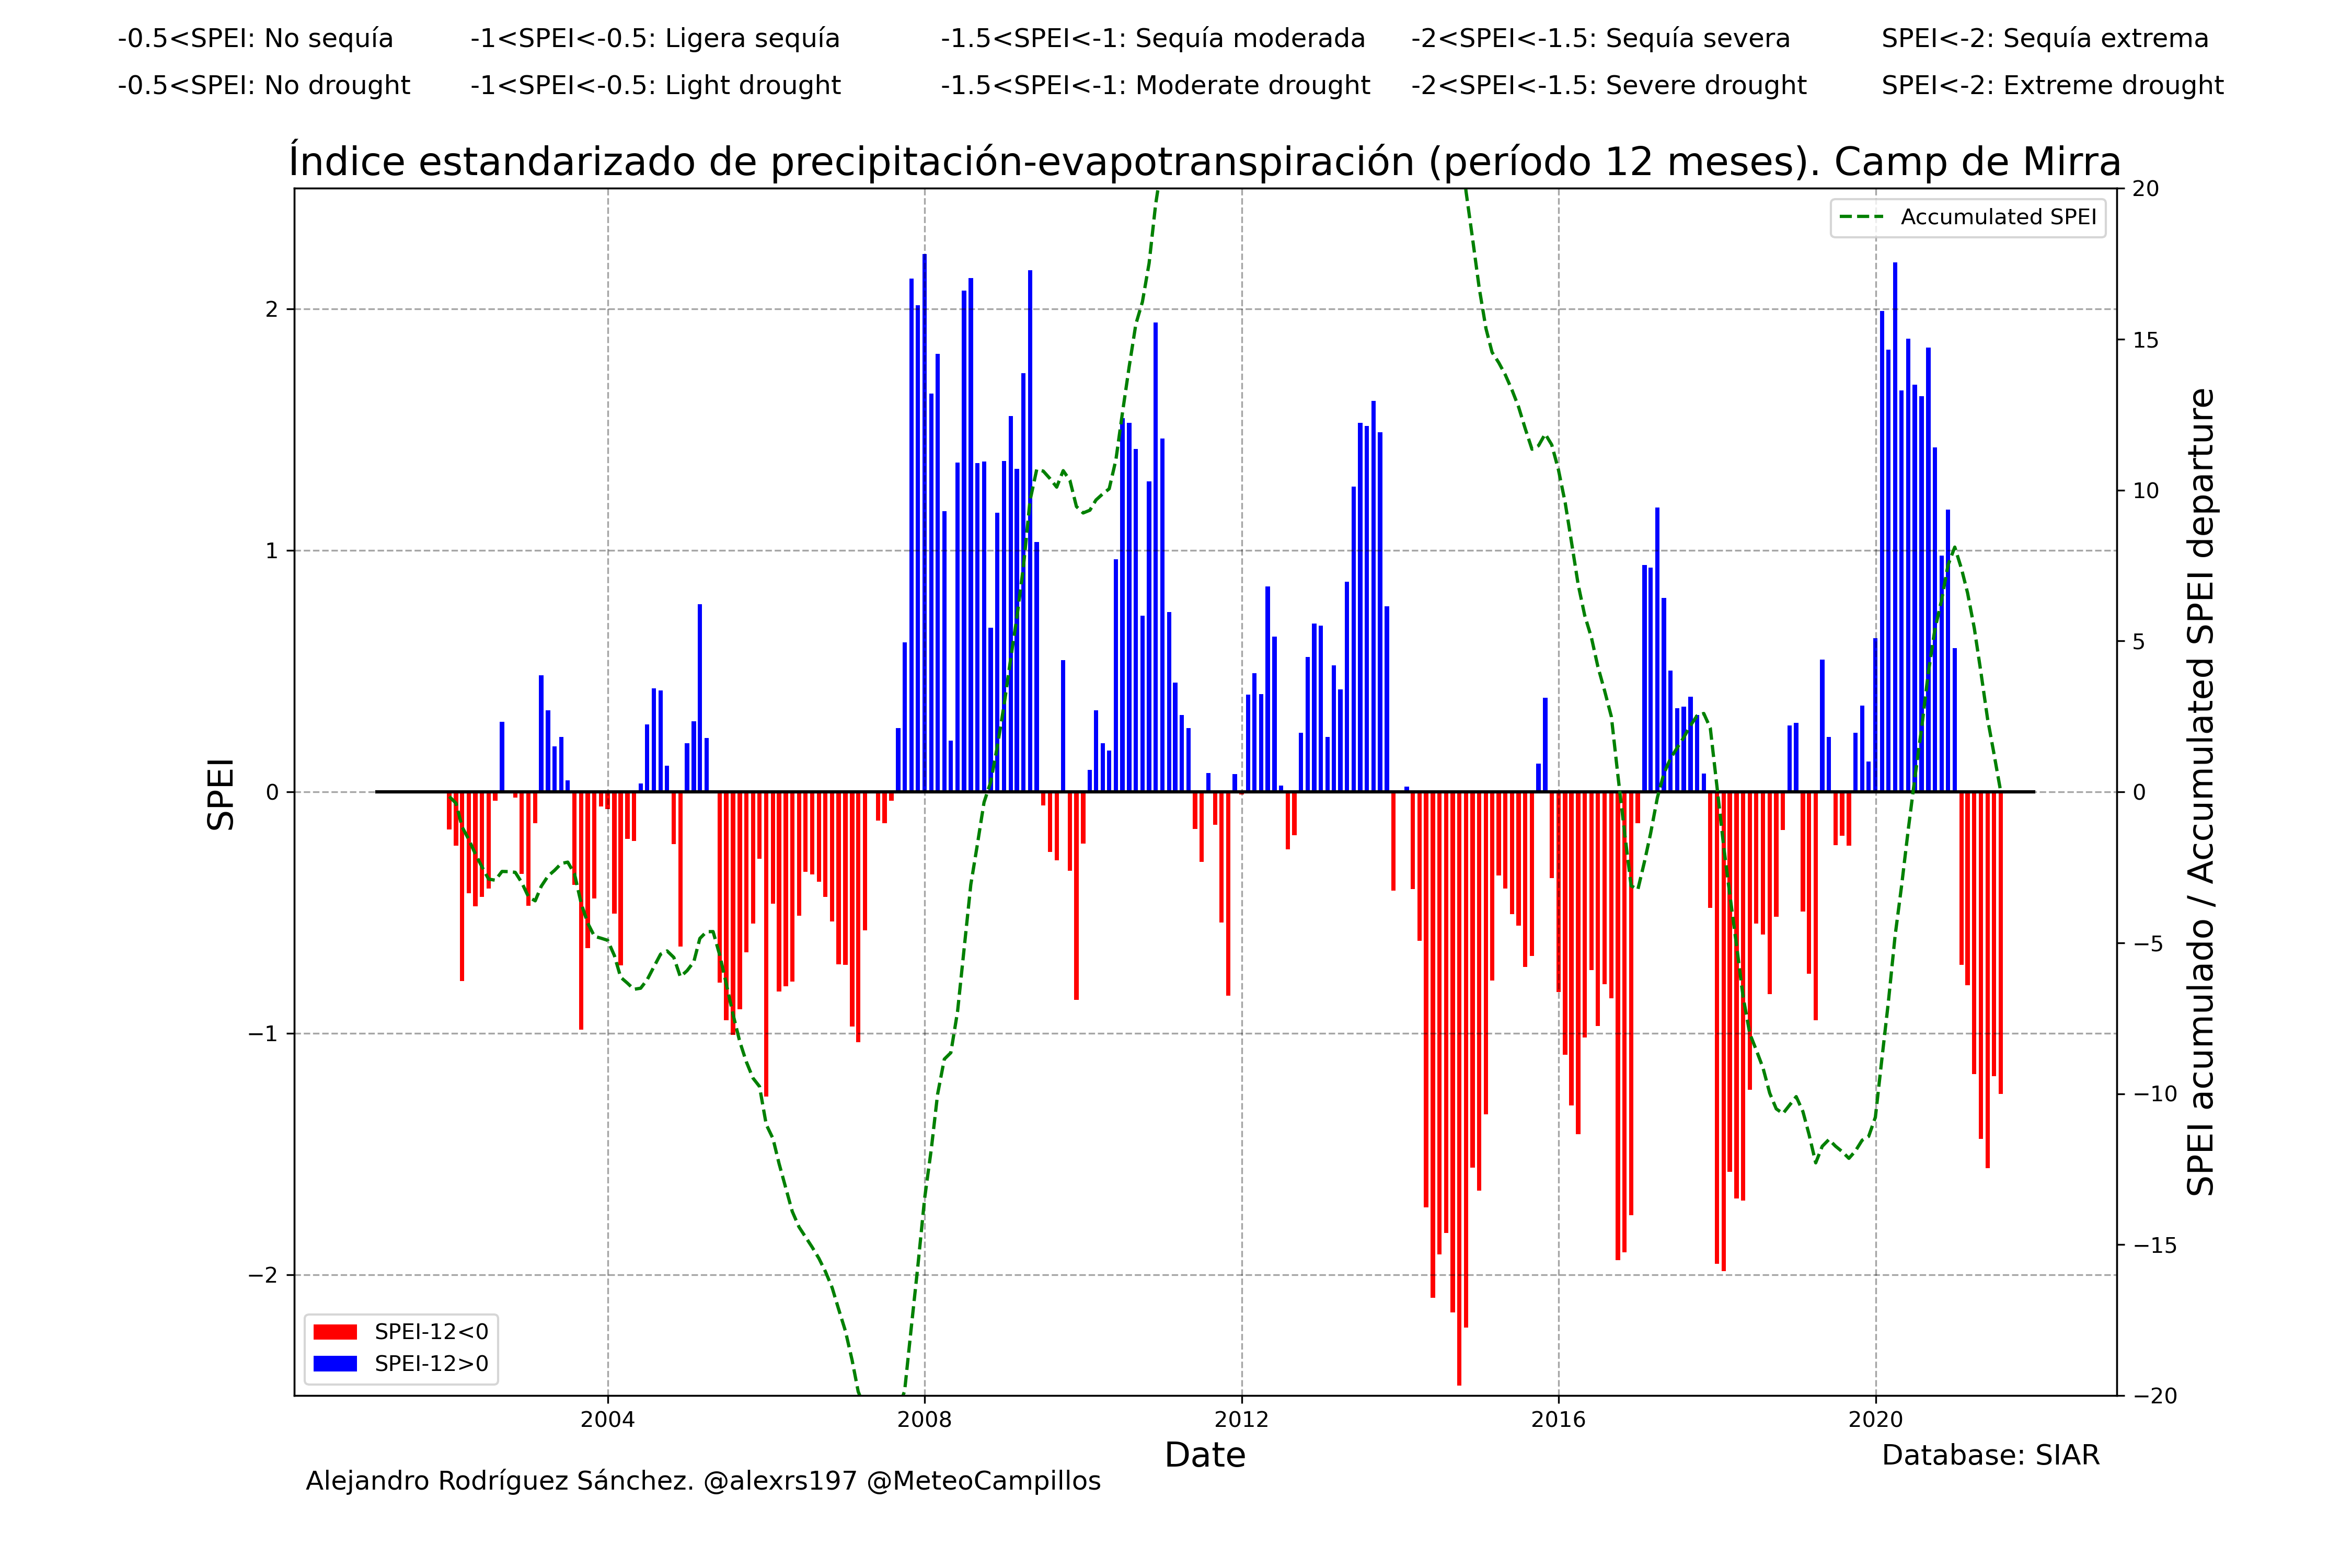 -0.5<SPEI: No sequía -1<SPEI<-0.5: Ligera sequía -1.5<SPEI<-1: Sequía moderada -2<SPEI<-1.5: Sequía severa SPEI<-2: Sequía extrema
-0.5<SPEI: No drought -1<SPEI<-0.5: Light drought -1.5<SPEI<-1: Moderate drought -2<SPEI<-1.5: Severe drought SPEI<-2: Extreme drought
Índice estandarizado de precipitación-evapotranspiración (período 12 meses). Camp de Mirra
Accumulated SPEI
SPEI
2
1
0
−1
−2
20
15
10
5
0
−5
−10
−15
−20
SPEI acumulado / Accumulated SPEI departure
SPEI-12<0
SPEI-12>0
2004 2008 2012 2016 2020
Date
Database: SIAR
Alejandro Rodríguez Sánchez. @alexrs197 @MeteoCampillos